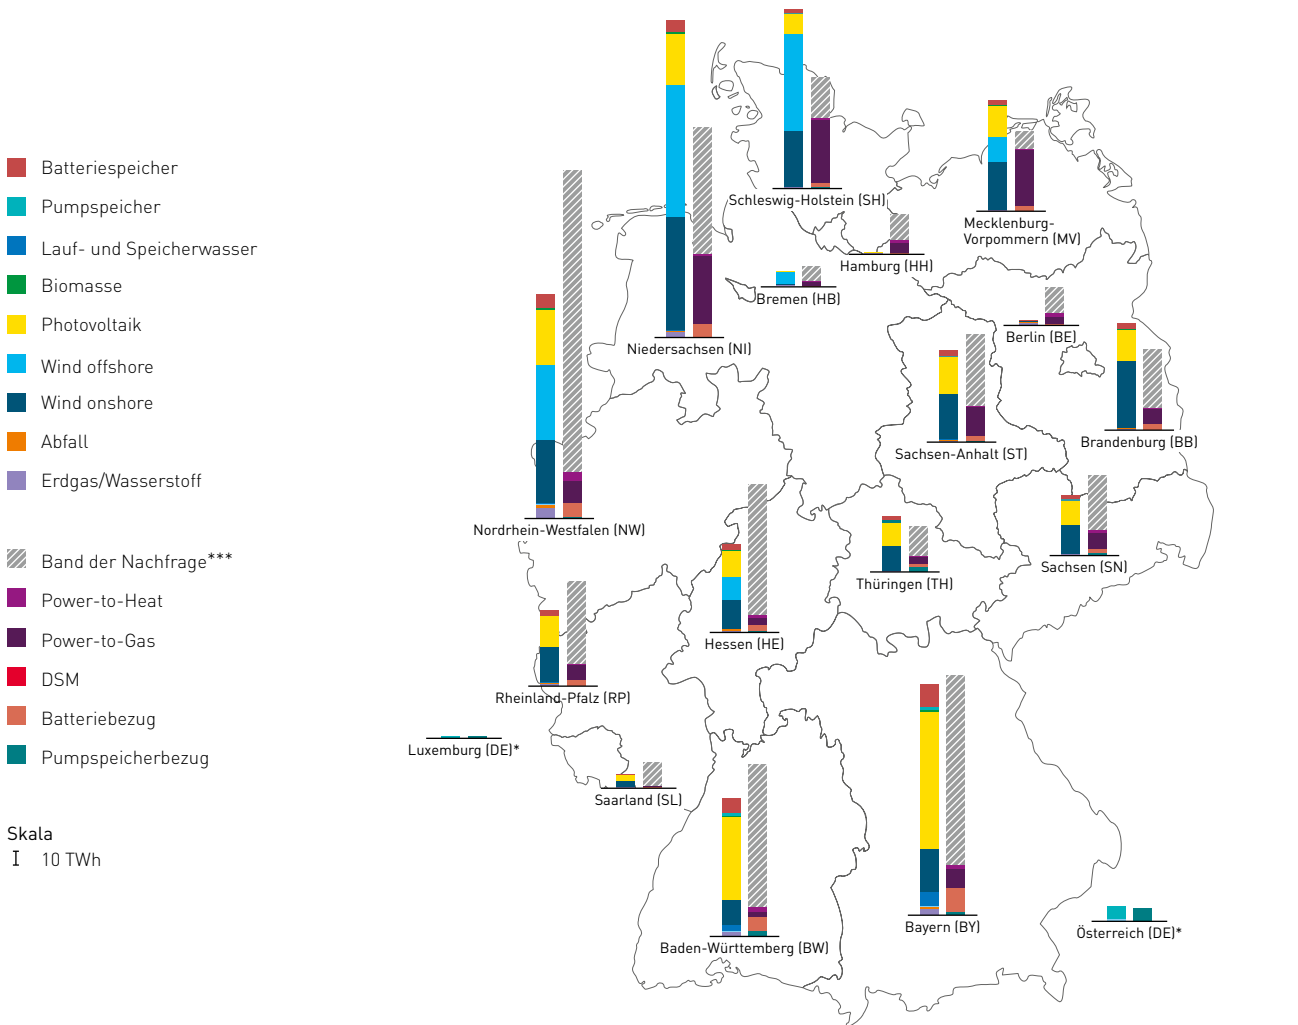 Batteriespeicher
Pumpspeicher
Lauf- und Speicherwasser
Biomasse
Photovoltaik
Wind offshore
Wind onshore
Abfall
Erdgas/Wasserstoff
Band der Nachfrage***
Power-to-Heat
Power-to-Gas
DSM
Batteriebezug
Pumpspeicherbezug
Skala
10 TWh
Schleswig-Holstein (SH)
Mecklenburg-
Vorpommern (MV)
Hamburg (HH)
Bremen (HB)
Niedersachsen (NI)
Berlin (BE)
Brandenburg (BB)
Sachsen-Anhalt (ST)
Nordrhein-Westfalen (NW)
Sachsen (SN)
Thüringen (TH)
Hessen (HE)
Rheinland-Pfalz (RP)
Luxemburg (DE)*
Saarland (SL)
Bayern (BY)
Österreich (DE)*
Baden-Württemberg (BW)